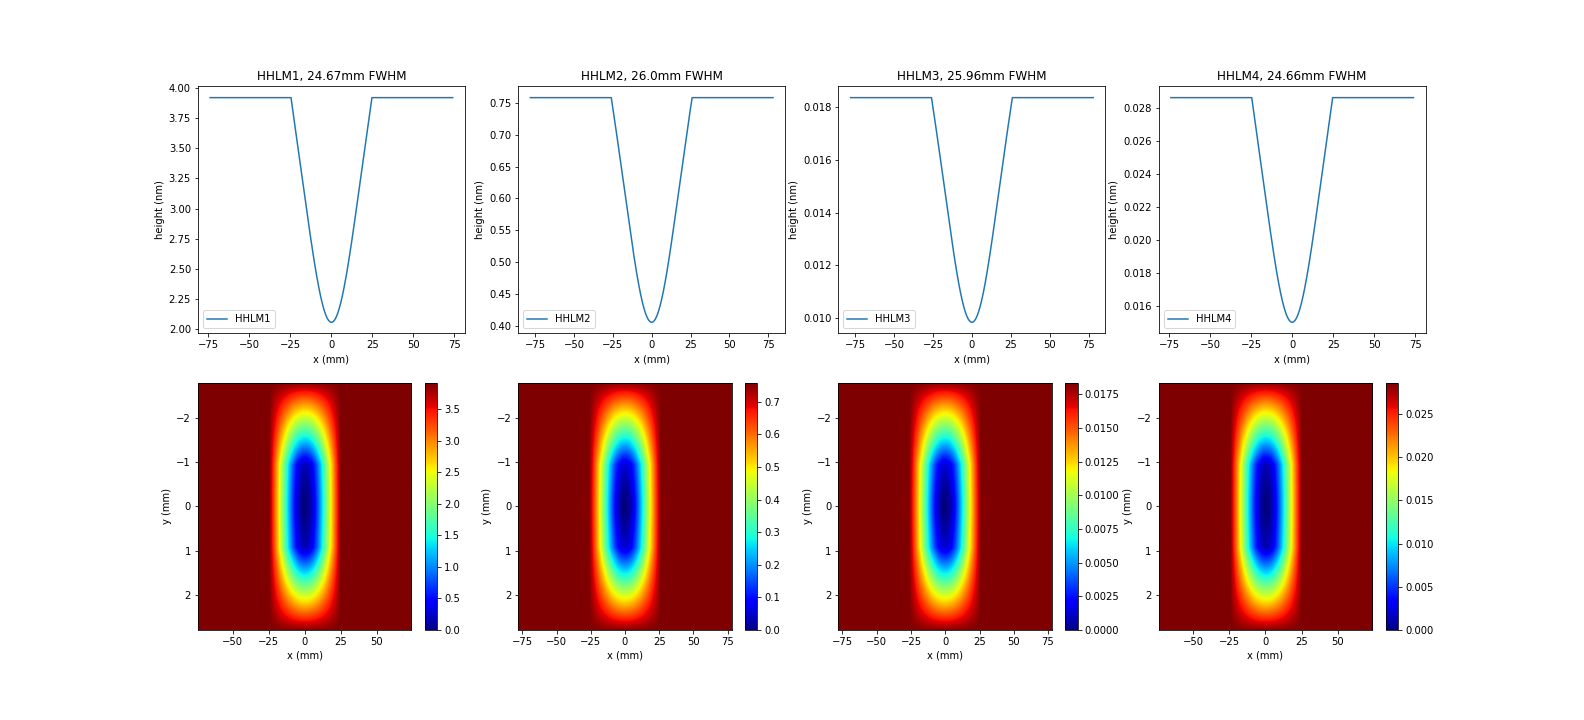 HHLM1, 24.67mm FWHM
4.00
3.75
3.50
3.25
3.00
2.75
2.50
2.25
2.00
height (nm)
HHLM1
−75 −50 −25 0 25 50 75
x (mm)
HHLM2, 26.0mm FWHM
0.75
0.70
0.65
0.60
0.55
0.50
0.45
0.40
height (nm)
HHLM2
−75 −50 −25 0 25 50 75
x (mm)
HHLM3, 25.96mm FWHM
0.018
0.016
0.014
0.012
0.010
height (nm)
HHLM3
−75 −50 −25 0 25 50 75
x (mm)
HHLM4, 24.66mm FWHM
0.028
0.026
0.024
0.022
0.020
0.018
0.016
height (nm)
HHLM4
−75 −50 −25 0 25 50 75
x (mm)
−2
−1
0
1
2
y (mm)
−50 −25 0 25 50
x (mm)
3.5
3.0
2.5
2.0
1.5
1.0
0.5
0.0
−2
−1
0
1
2
y (mm)
−75 −50 −25 0 25 50 75
x (mm)
0.7
0.6
0.5
0.4
0.3
0.2
0.1
0.0
−2
−1
0
1
2
y (mm)
−75 −50 −25 0 25 50 75
x (mm)
0.0175
0.0150
0.0125
0.0100
0.0075
0.0050
0.0025
0.0000
−2
−1
0
1
2
y (mm)
−50 −25 0 25 50
x (mm)
0.025
0.020
0.015
0.010
0.005
0.000